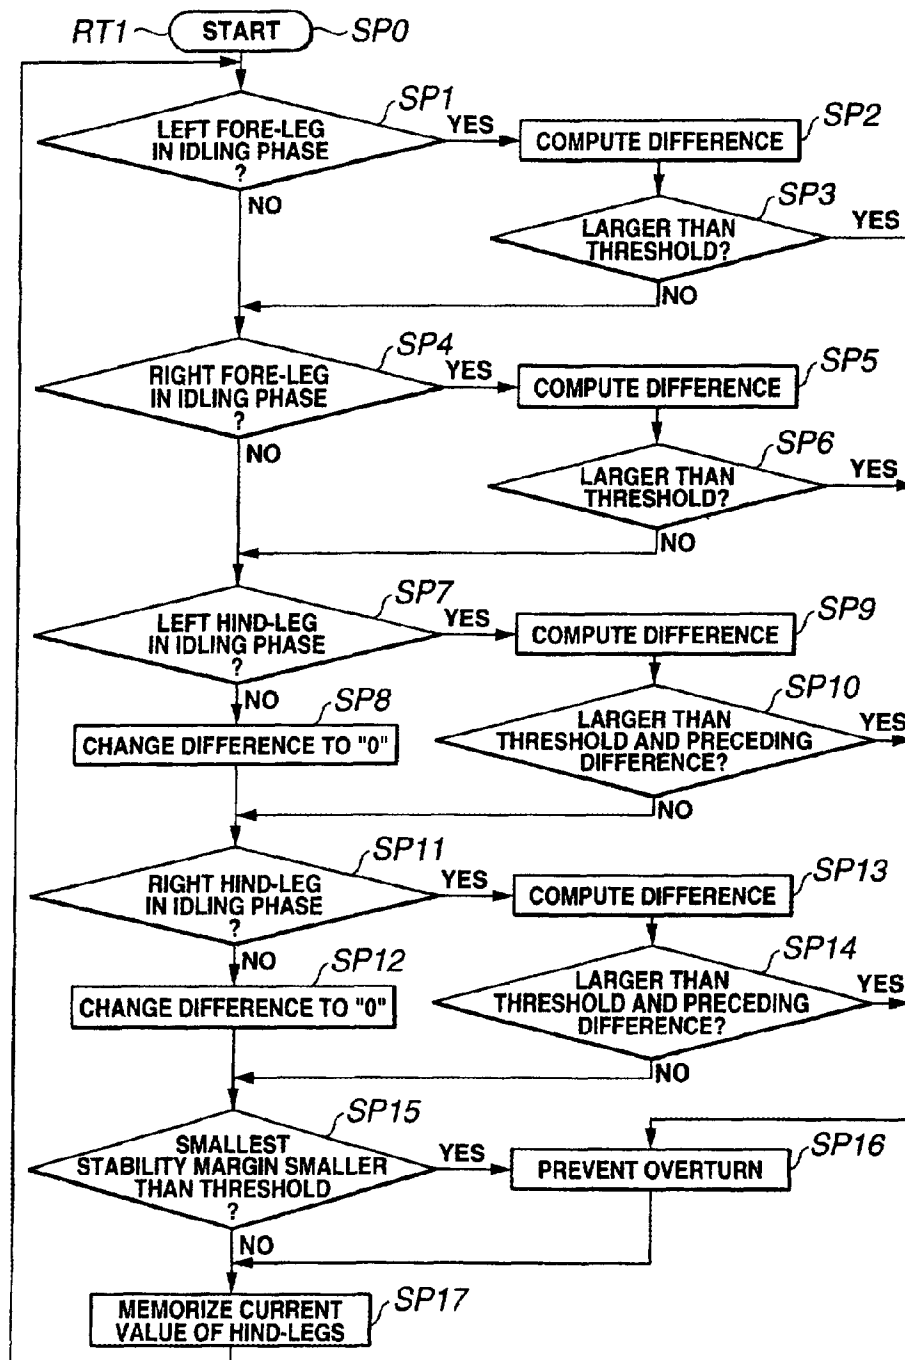 RT1 START SP0
SP1
LEFT FORE-LEG
IN IDLING PHASE
?
YES
NO
SP2
COMPUTE DIFFERENCE
SP3
LARGER THAN
THRESHOLD?
YES
NO
SP4
RIGHT FORE-LEG
IN IDLING PHASE
?
YES
NO
SP5
COMPUTE DIFFERENCE
SP6
LARGER THAN
THRESHOLD?
YES
NO
SP7
LEFT HIND-LEG
IN IDLING PHASE
?
YES
NO
SP8
CHANGE DIFFERENCE TO "0"
SP9
COMPUTE DIFFERENCE
SP10
LARGER THAN
THRESHOLD AND PRECEDING
DIFFERENCE?
YES
NO
SP11
RIGHT HIND-LEG
IN IDLING PHASE
?
YES
NO
SP12
CHANGE DIFFERENCE TO "0"
SP13
COMPUTE DIFFERENCE
SP14
LARGER THAN
THRESHOLD AND PRECEDING
DIFFERENCE?
YES
NO
SP15
SMALLEST
STABILITY MARGIN SMALLER
THAN THRESHOLD
?
YES
NO
SP16
PREVENT OVERTURN
SP17
MEMORIZE CURRENT
VALUE OF HIND-LEGS